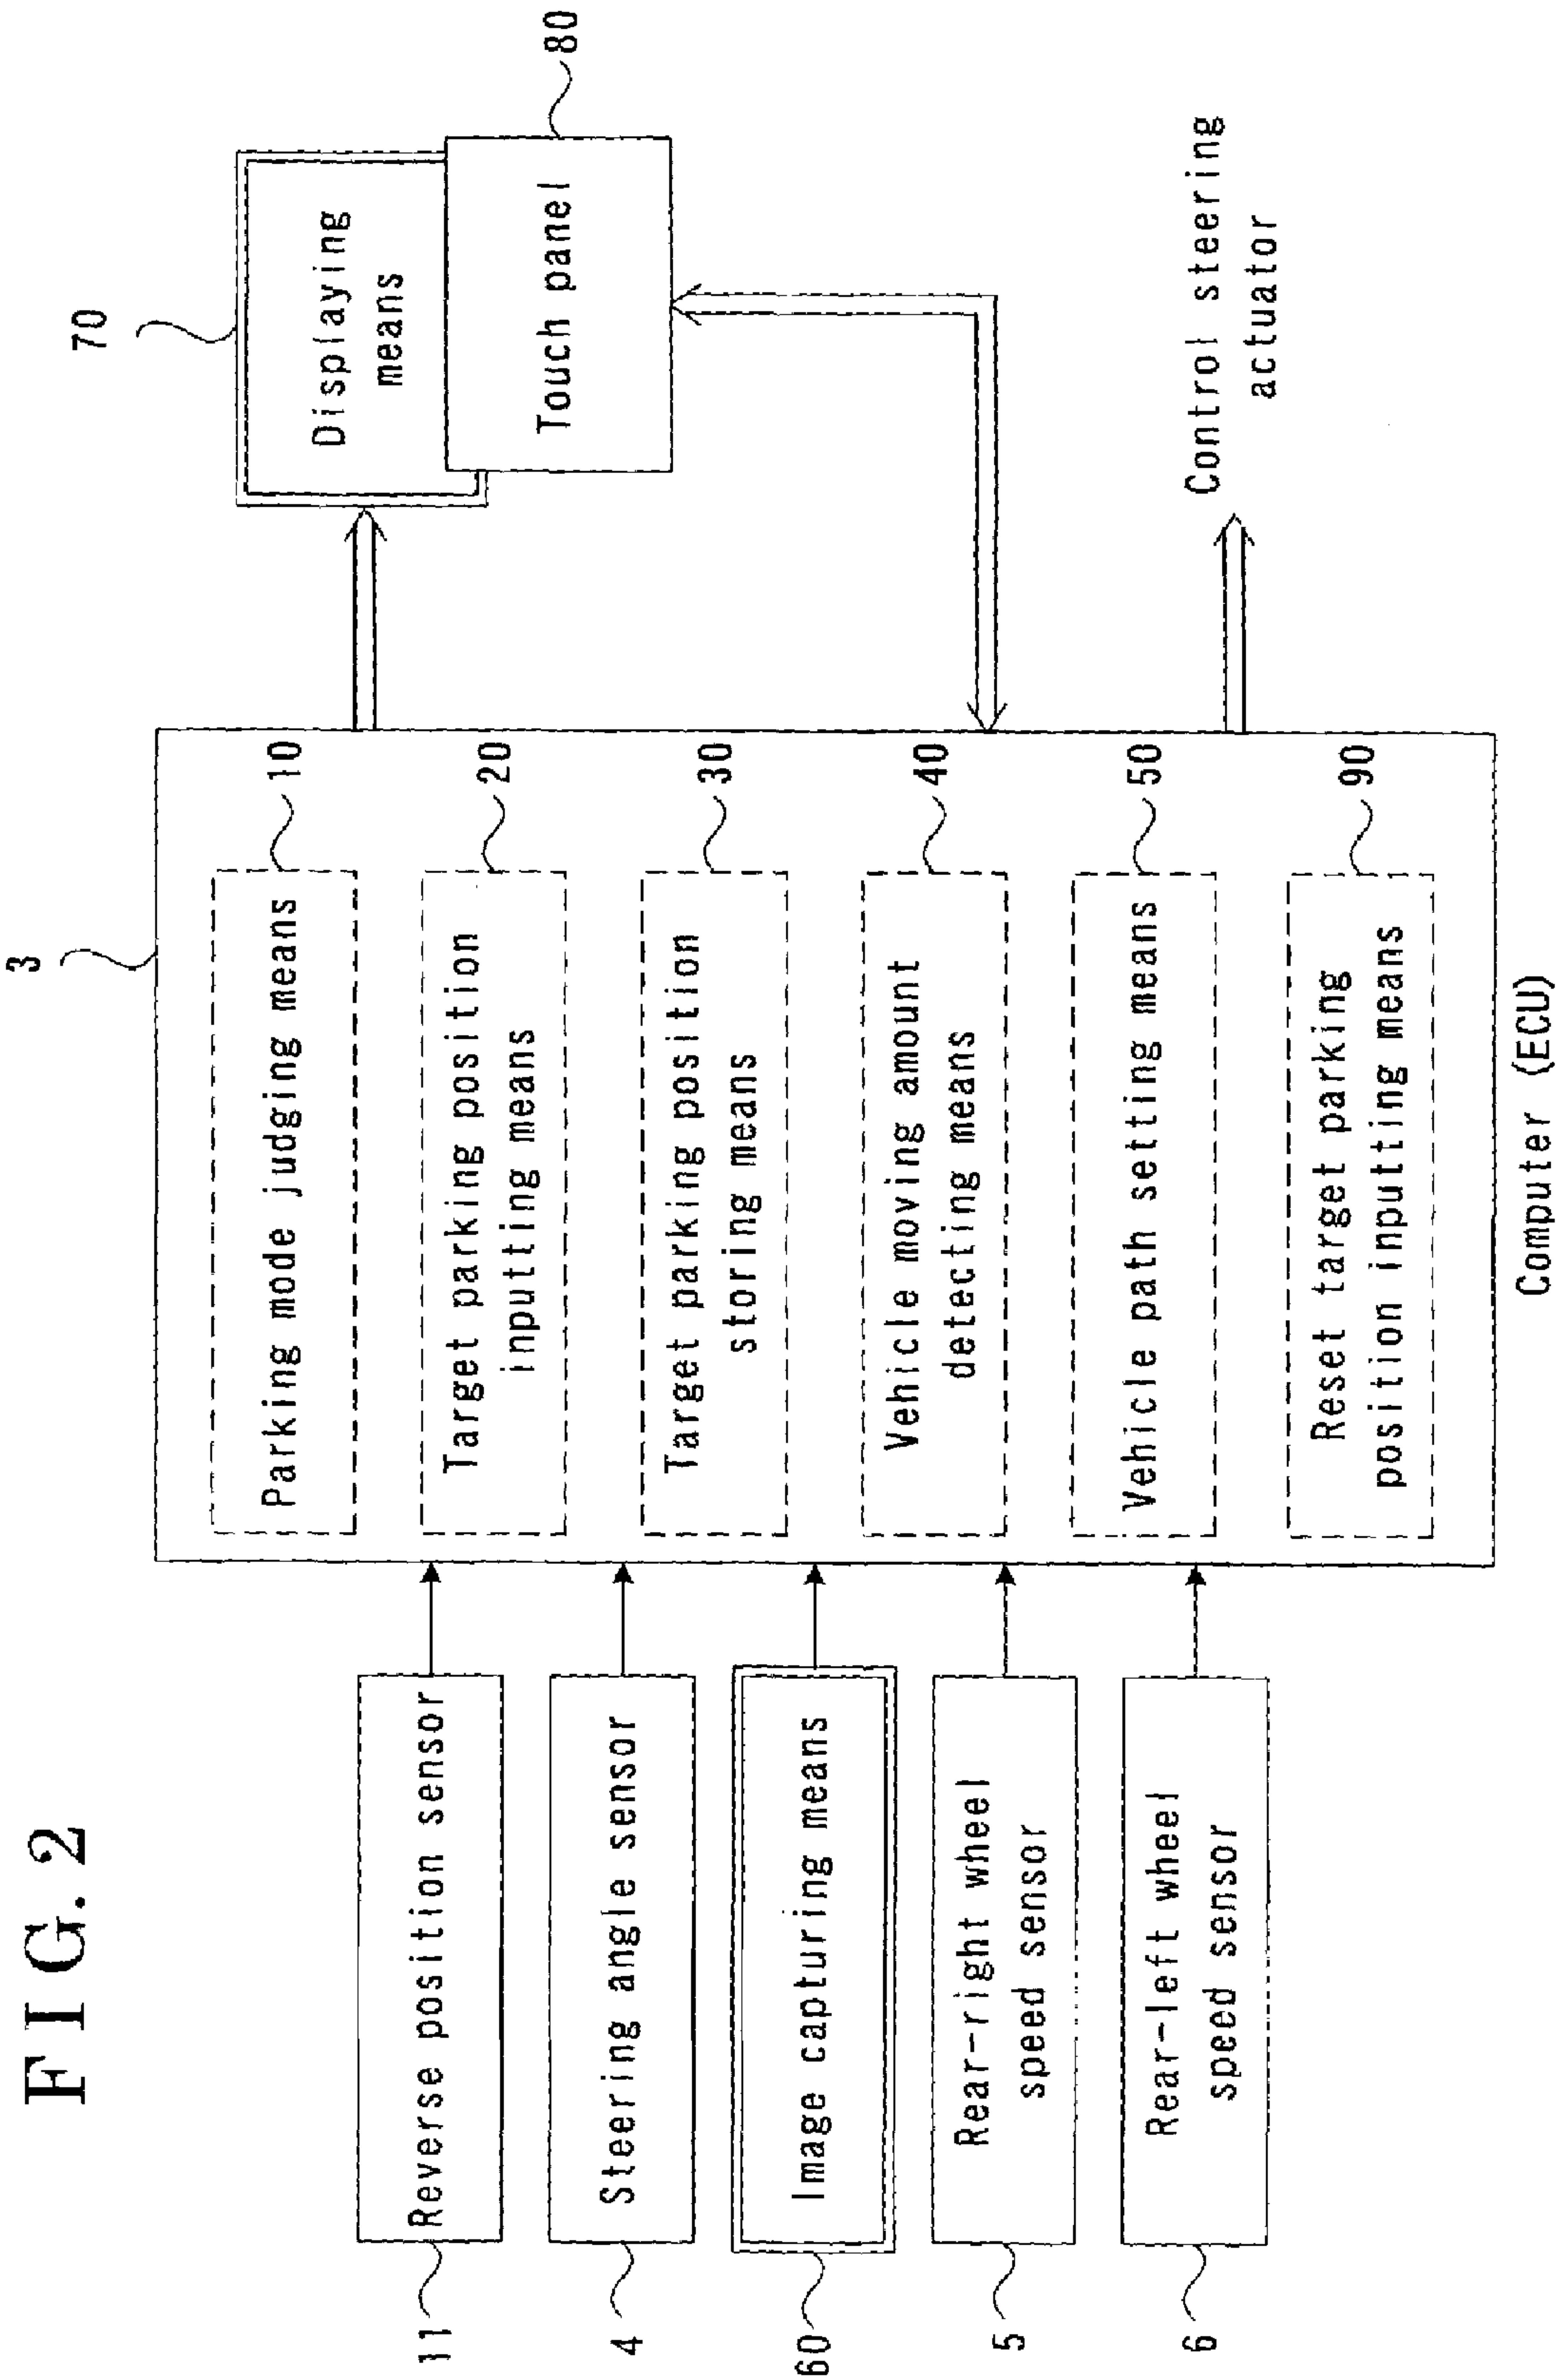 FIG. 2
3
11
Reverse position sensor
4
Steering angle sensor
60
Image capturing means
5
Rear-right wheel
speed sensor
6
Rear-left wheel
speed sensor
Parking mode judging means
10
Target parking position
inputting means
20
Target parking position
storing means
30
Vehicle moving amount
detecting means
40
Vehicle path setting means
50
Reset target parking
position inputting means
90
Computer (ECU)
70
Displaying
means
Touch panel
80
Control steering
actuator